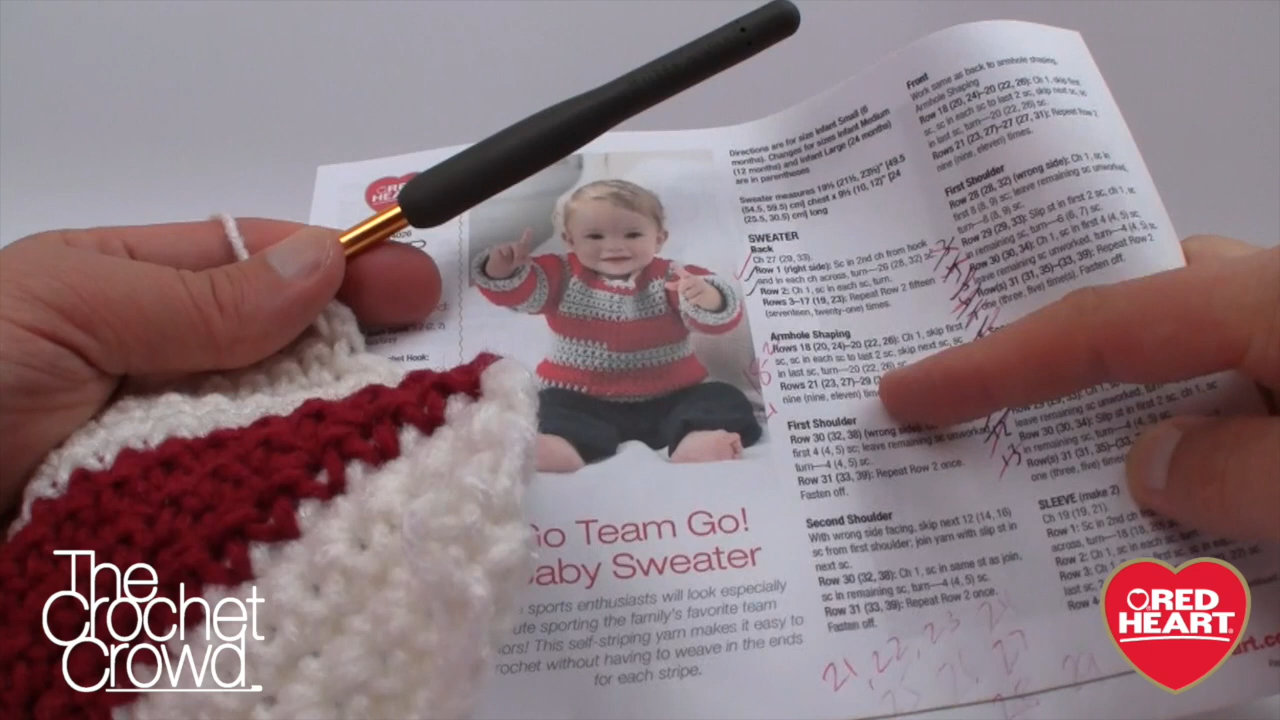 RED
HEART
Go Team Go!
Baby Sweater
sports enthusiasts will look especially
ute sporting the family's favorite team
ors! This self-striping yarn makes it easy to
rochet without having to weave in the ends
for each stripe.
Directions are for size Infant Small (6
months). Changes for sizes Infant Medium
(12 months) and Infant Large (24 months)
are in parentheses
Sweater measures 19½ (21½, 23½)" [49.5
(54.5, 59.5) cm] chest x 9½ (10, 12)" [24
(25.5, 30.5) cm] long
SWEATER
Back
Ch 27 (29, 33).
Row 1 (right side): Sc in 2nd ch from hook
and in each ch across, turn—26 (28, 32) sc.
Row 2: Ch 1, sc in each sc, turn.
Rows 3–17 (19, 23): Repeat Row 2 fifteen
(seventeen, twenty-one) times.
Armhole Shaping
Rows 18 (20, 24)–20 (22, 26): Ch 1, skip first
sc, sc in each sc to last 2 sc, skip next sc, sc
in last sc, turn—20 (22, 26) sc.
Rows 21 (23, 27)–29
nine (nine, eleven)
First Shoulder
Row 30 (32, 38) (wrong side):
first 4 (4, 5) sc; leave remaining sc unworked,
turn—4 (4, 5) sc.
Row 31 (33, 39): Repeat Row 2 once.
Fasten off.
Second Shoulder
With wrong side facing, skip next 12 (14, 16)
sc from first shoulder; join yarn with slip st in
next sc.
Row 30 (32, 38): Ch 1, sc in same st as join,
sc in remaining sc, turn—4 (4, 5) sc.
Row 31 (33, 39): Repeat Row 2 once.
Fasten off.
21, 22, 23
Front
Work same as back to armhole shaping.
Armhole Shaping
Row 18 (20, 24)–20 (22, 26): Ch 1, skip first
sc, sc in each sc to last 2 sc, skip next sc, sc
in last sc, turn—20 (22, 26) sc.
Rows 21 (23, 27)–27 (27, 31): Repeat Row 2
nine (nine, eleven) times.
First Shoulder
Row 28 (28, 32) (wrong side): Ch 1, sc in
first 8 (8, 9) sc; leave remaining sc unworked,
turn—8 (8, 9) sc.
Row 29 (29, 33): Slip st in first 2 sc, ch 1,
in remaining sc, turn—6 (6, 7) sc.
Row 30 (30, 34): Ch 1, sc in first 4 (4, 5) sc,
leave remaining sc unworked, turn—4 (4, 5) sc.
Row(s) 31 (31, 35)–(33, 39): Repeat Row 2
one (three, five) time(s). Fasten off.
leave remaining sc unworked,
Row 30 (30, 34): Slip st in first 2 sc, ch 1, sc
in remaining sc, turn—4 (4, 5)
Row(s) 31 (31, 35)–(33,
one (three, five) time(s).
SLEEVE (make 2)
Ch 19 (19, 21).
Row 1: Sc in 2nd ch
across, turn—18 (18,
Row 2: Ch 1, sc in each sc, turn.
Row 3: Ch 1,
last sc,
Row 4
The
Crochet
Crowd
RED
HEART